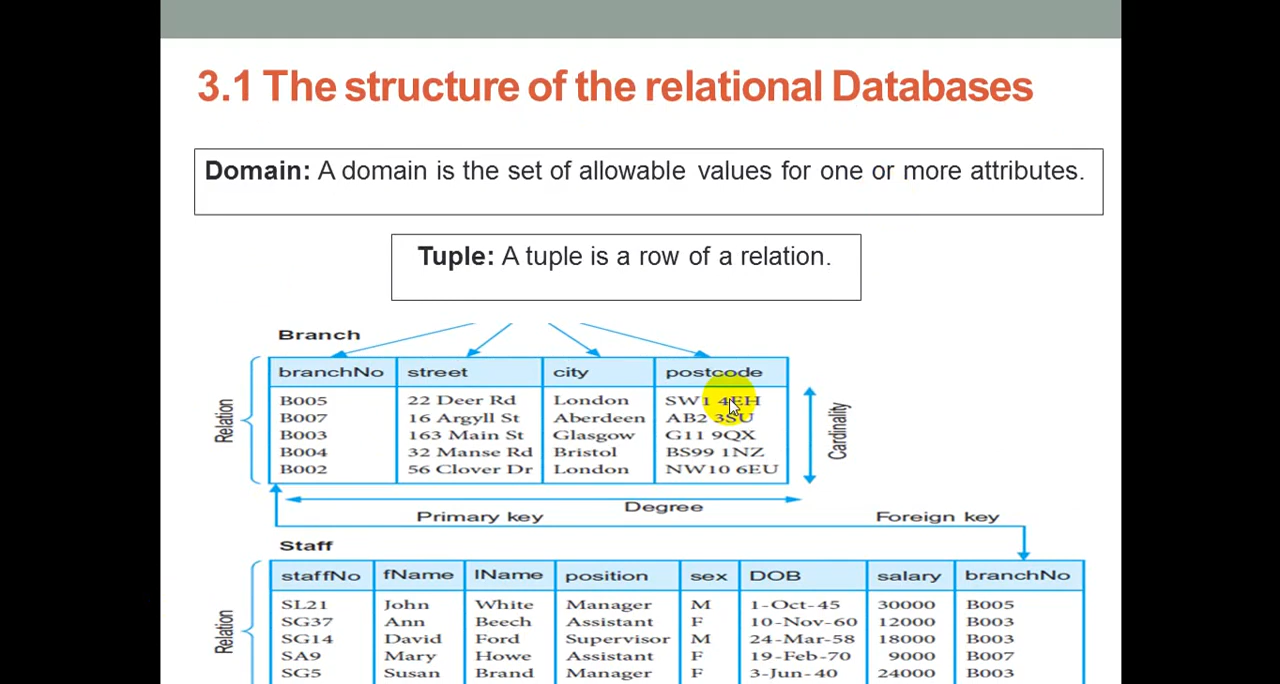 3.1 The structure of the relational Databases
Domain: A domain is the set of allowable values for one or more attributes.
Tuple: A tuple is a row of a relation.
Branch
branchNo street city postcode
B005 22 Deer Rd London SW1 4EH
B007 16 Argyll St Aberdeen AB2 3SU
B003 163 Main St Glasgow G11 9QX
B004 32 Manse Rd Bristol BS99 1NZ
B002 56 Clover Dr London NW10 6EU
Relation
Cardinality
Degree
Primary key Foreign key
Staff
staffNo fName lName position sex DOB salary branchNo
SL21 John White Manager M 1-Oct-45 30000 B005
SG37 Ann Beech Assistant F 10-Nov-60 12000 B003
SG14 David Ford Supervisor M 24-Mar-58 18000 B003
SA9 Mary Howe Assistant F 19-Feb-70 9000 B007
SG5 Susan Brand Manager F 3-Jun-40 24000 B003
Relation